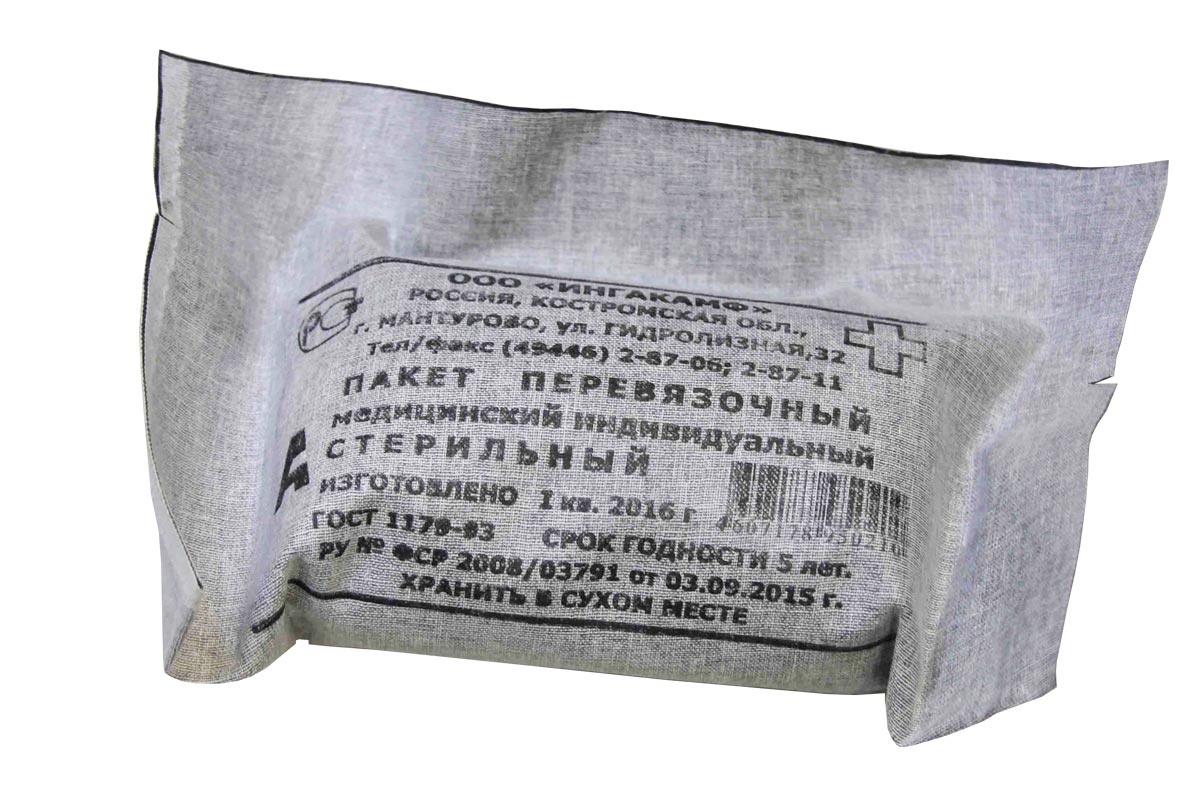 ООО «ИНГАКАМФ»
РОССИЯ, КОСТРОМСКАЯ ОБЛ.,
г. МАНТУРОВО, ул. ГИДРОЛИЗНАЯ,32
Тел/факс (49446) 2-87-06; 2-87-11
ПАКЕТ ПЕРЕВЯЗОЧНЫЙ
медицинский индивидуальный
СТЕРИЛЬНЫЙ
ИЗГОТОВЛЕНО I кв. 2016 г
ГОСТ 1179-93 СРОК ГОДНОСТИ 5 лет.
РУ № ФСР 2008/03791 от 03.09.2015 г.
ХРАНИТЬ В СУХОМ МЕСТЕ